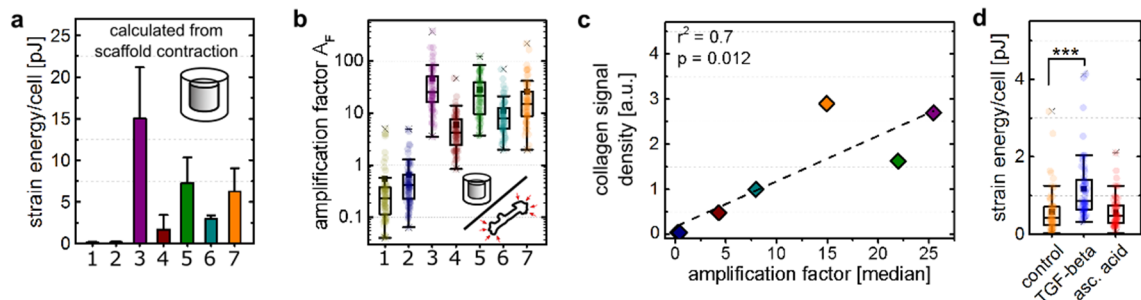 a
calculated from
scaffold contraction
strain energy/cell [pJ]
25
20
15
10
5
0
1 2 3 4 5 6 7
b
amplification factor A_F
100
10
1
0.1
1 2 3 4 5 6 7
c
r² = 0.7
p = 0.012
collagen signal
density [a.u.]
4
3
2
1
0
0 5 10 15 20 25
amplification factor [median]
d
***
strain energy/cell [pJ]
4
2
0
control
TGF-beta
asc. acid